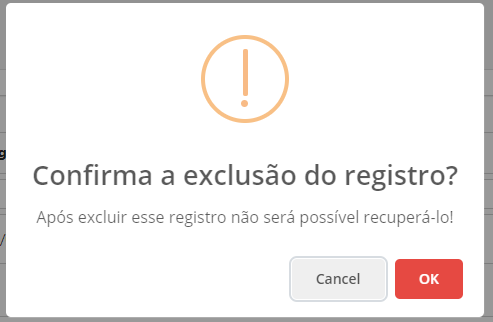 Confirma a exclusão do registro?
Após excluir esse registro não será possível recuperá-lo!
Cancel OK